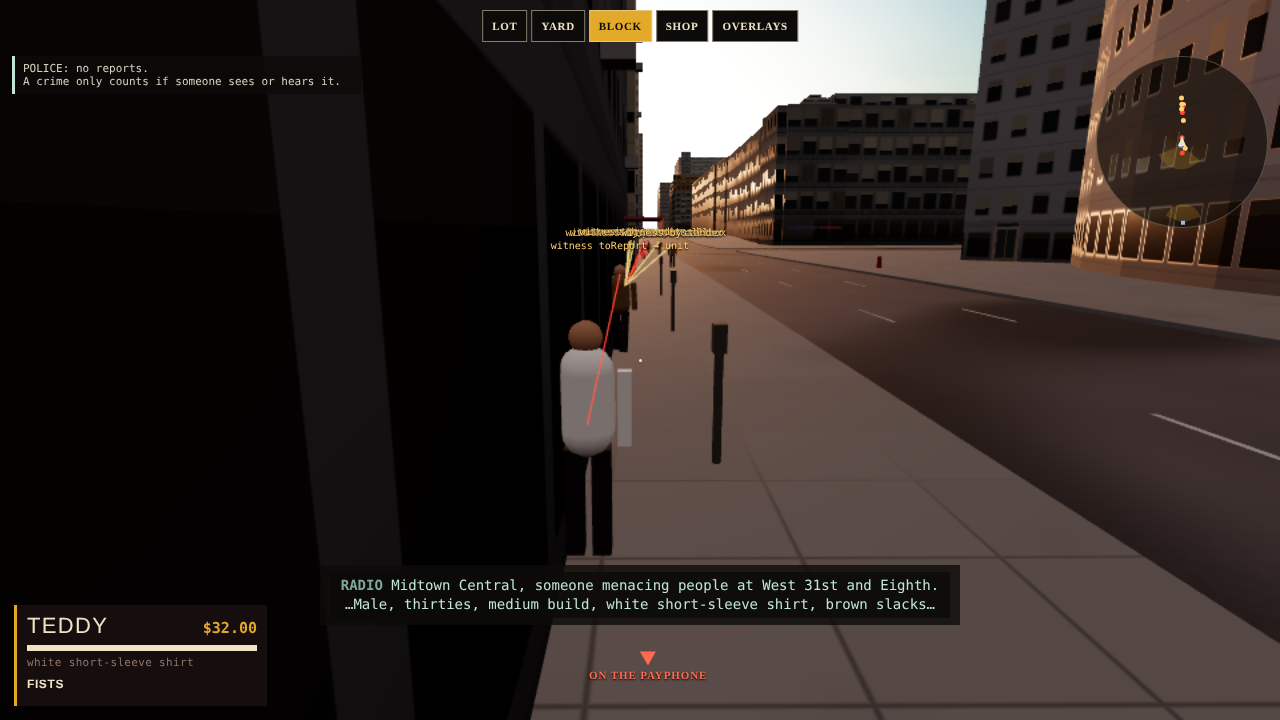 LOT
YARD
BLOCK
SHOP
OVERLAYS
POLICE: no reports.
A crime only counts if someone sees or hears it.
witness toReport → unit
RADIO Midtown Central, someone menacing people at West 31st and Eighth.
…Male, thirties, medium build, white short-sleeve shirt, brown slacks…
TEDDY
$32.00
white short-sleeve shirt
FISTS
ON THE PAYPHONE